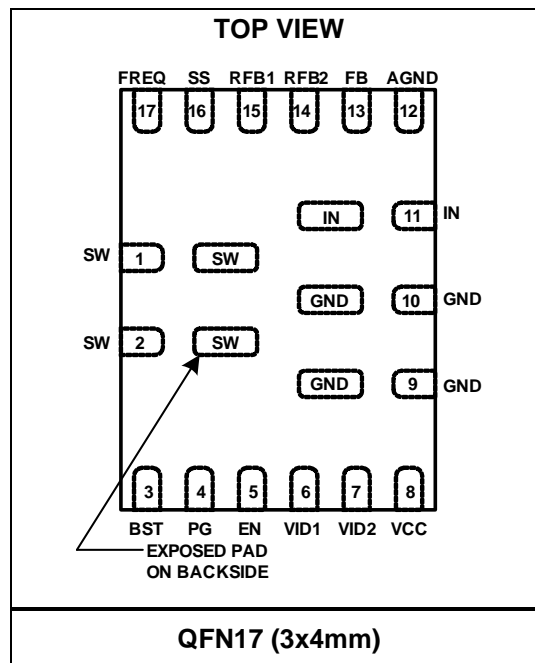 TOP VIEW
FREQ SS RFB1 RFB2 FB AGND
17 16 15 14 13 12
IN 11 IN
SW 1 SW
GND 10 GND
SW 2 SW
GND 9 GND
3 4 5 6 7 8
BST PG EN VID1 VID2 VCC
EXPOSED PAD
ON BACKSIDE
QFN17 (3x4mm)